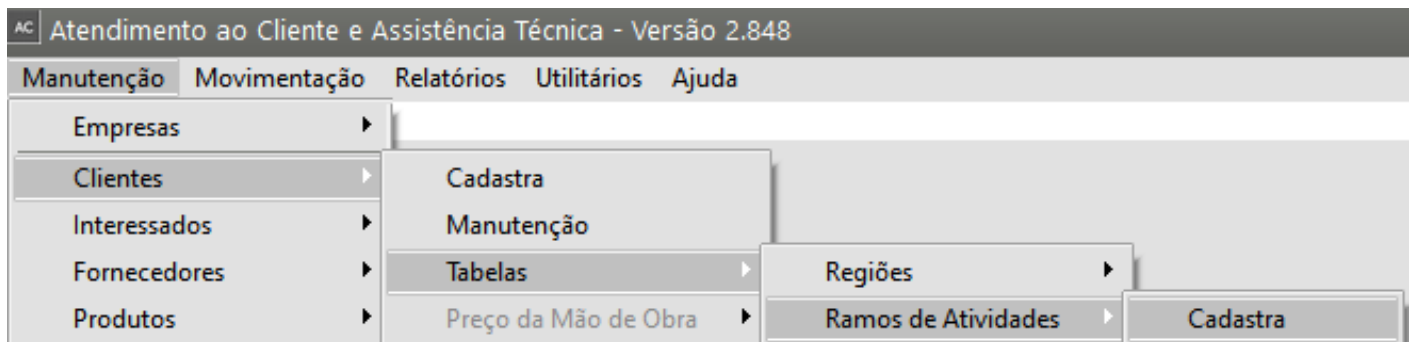 AC Atendimento ao Cliente e Assistência Técnica - Versão 2.848
Manutenção Movimentação Relatórios Utilitários Ajuda
Empresas
Clientes Cadastra
Interessados Manutenção
Fornecedores Tabelas Regiões
Produtos Preço da Mão de Obra Ramos de Atividades Cadastra